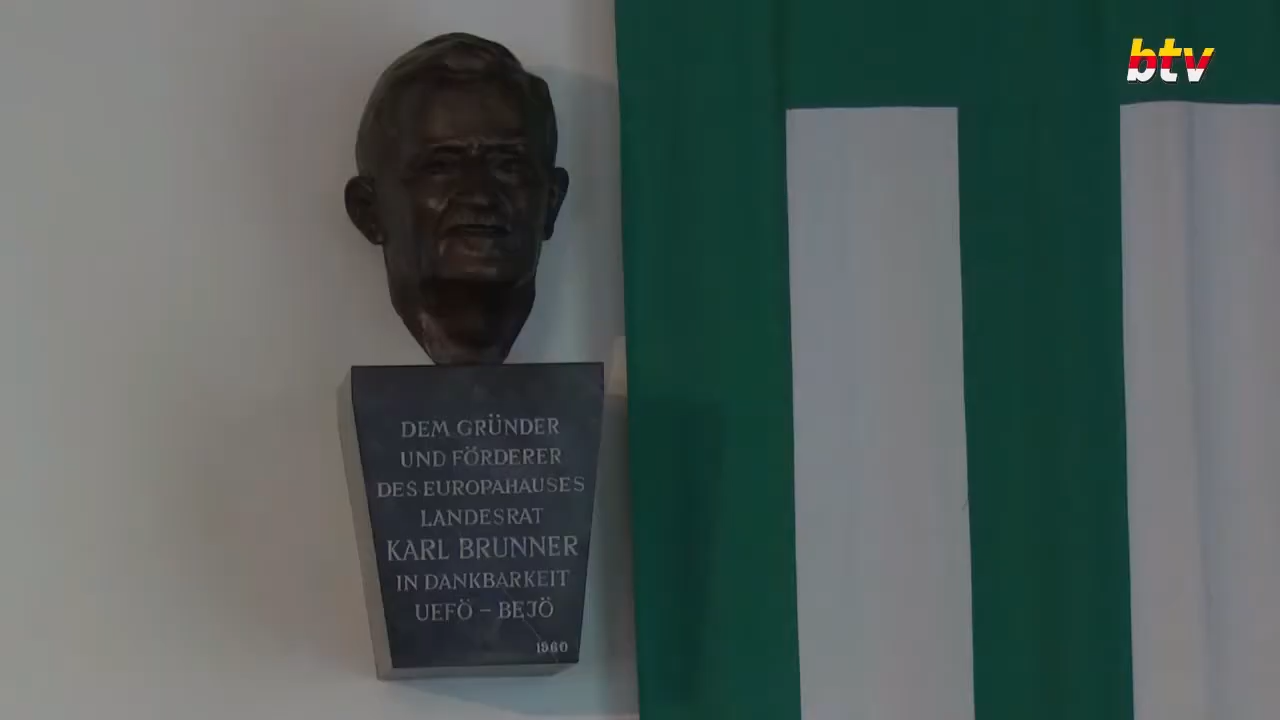 btv
DEM GRÜNDER
UND FÖRDERER
DES EUROPAHAUSES
LANDESRAT
KARL BRUNNER
IN DANKBARKEIT
UEFÖ – BEJÖ
1960